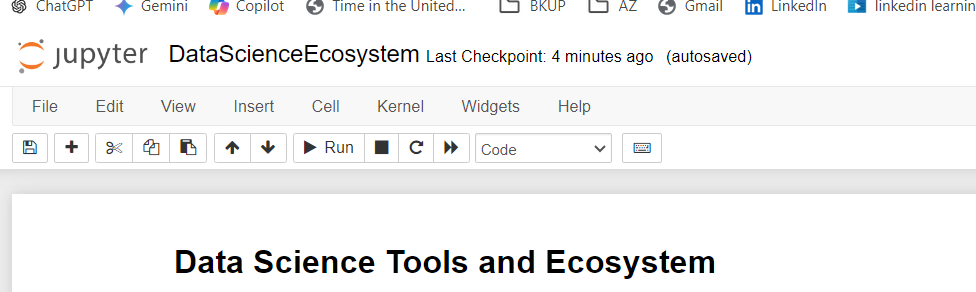 ChatGPT Gemini Copilot Time in the United... BKUP AZ Gmail LinkedIn linkedin learnin
jupyter DataScienceEcosystem Last Checkpoint: 4 minutes ago (autosaved)
File Edit View Insert Cell Kernel Widgets Help
Run Code
Data Science Tools and Ecosystem